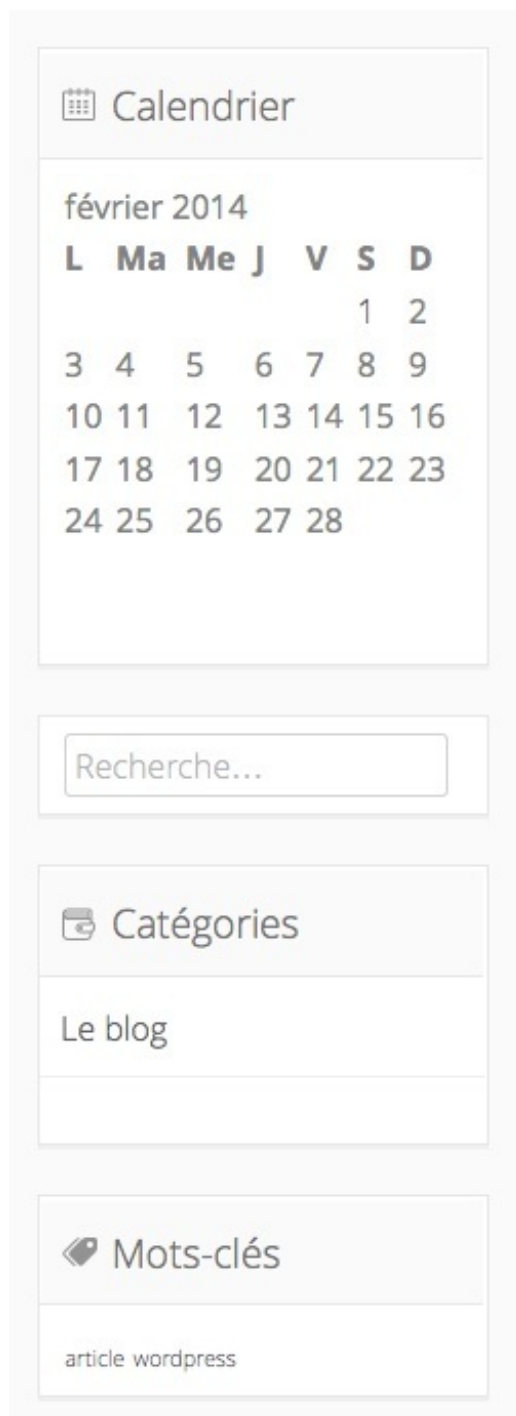 Calendrier
février 2014
L Ma Me J V S D
1 2
3 4 5 6 7 8 9
10 11 12 13 14 15 16
17 18 19 20 21 22 23
24 25 26 27 28
Recherche...
Catégories
Le blog
Mots-clés
article wordpress